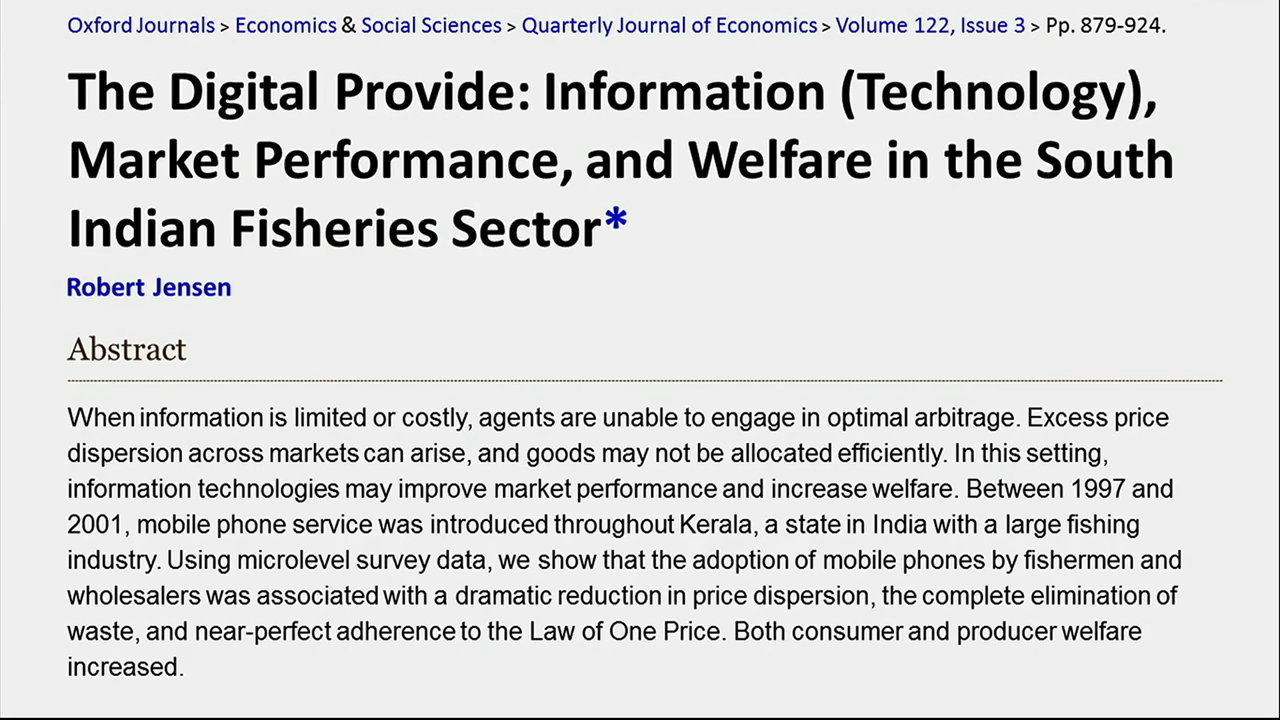 Oxford Journals > Economics & Social Sciences > Quarterly Journal of Economics > Volume 122, Issue 3 > Pp. 879-924.
The Digital Provide: Information (Technology),
Market Performance, and Welfare in the South
Indian Fisheries Sector*
Robert Jensen
Abstract
When information is limited or costly, agents are unable to engage in optimal arbitrage. Excess price
dispersion across markets can arise, and goods may not be allocated efficiently. In this setting,
information technologies may improve market performance and increase welfare. Between 1997 and
2001, mobile phone service was introduced throughout Kerala, a state in India with a large fishing
industry. Using microlevel survey data, we show that the adoption of mobile phones by fishermen and
wholesalers was associated with a dramatic reduction in price dispersion, the complete elimination of
waste, and near-perfect adherence to the Law of One Price. Both consumer and producer welfare
increased.